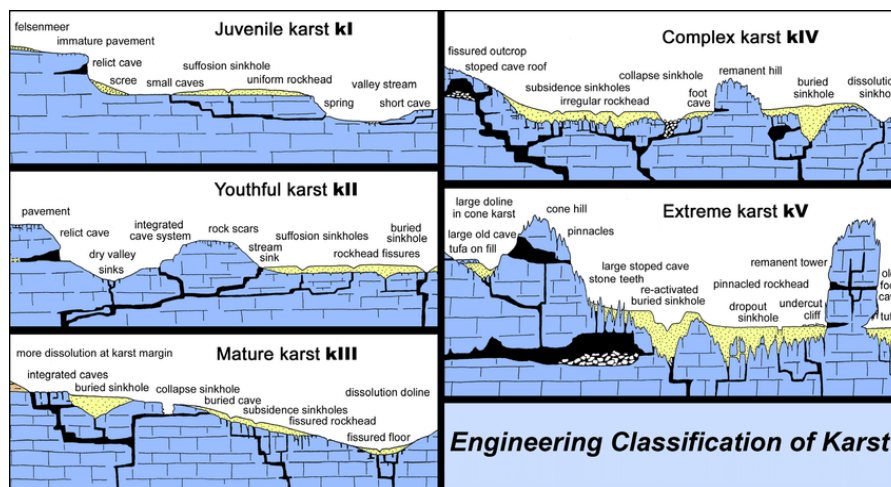 Juvenile karst kI
felsenmeer
immature pavement
relict cave
scree
suffosion sinkhole
small caves
uniform rockhead
valley stream
spring
short cave
Youthful karst kII
pavement
relict cave
dry valley
sinks
integrated
cave system
rock scars
stream
sink
suffosion sinkholes
buried
sinkhole
rockhead fissures
Mature karst kIII
more dissolution at karst margin
integrated caves
buried sinkhole
collapse sinkhole
buried cave
subsidence sinkholes
fissured rockhead
dissolution doline
fissured floor
Complex karst kIV
fissured outcrop
stoped cave roof
subsidence sinkholes
irregular rockhead
collapse sinkhole
foot
cave
remanent hill
buried
sinkhole
dissolution
sinkho
Extreme karst kV
large doline
in cone karst
cone hill
pinnacles
large old cave
tufa on fill
large stoped cave
stone teeth
re-activated
buried sinkhole
remanent tower
pinnacled rockhead
dropout
sinkhole
undercut
cliff
ol
fo
ca
tuf
Engineering Classification of Karst